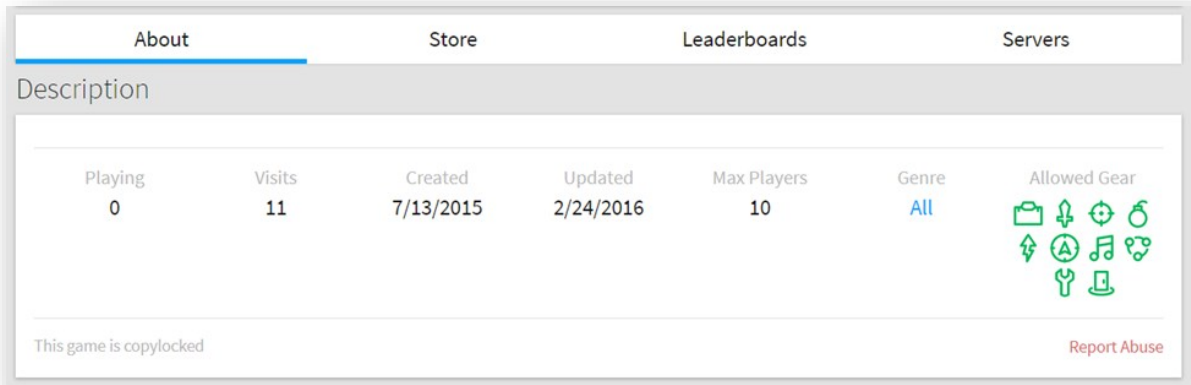 About Store Leaderboards Servers
Description
Playing Visits Created Updated Max Players Genre Allowed Gear
0 11 7/13/2015 2/24/2016 10 All
This game is copylocked Report Abuse